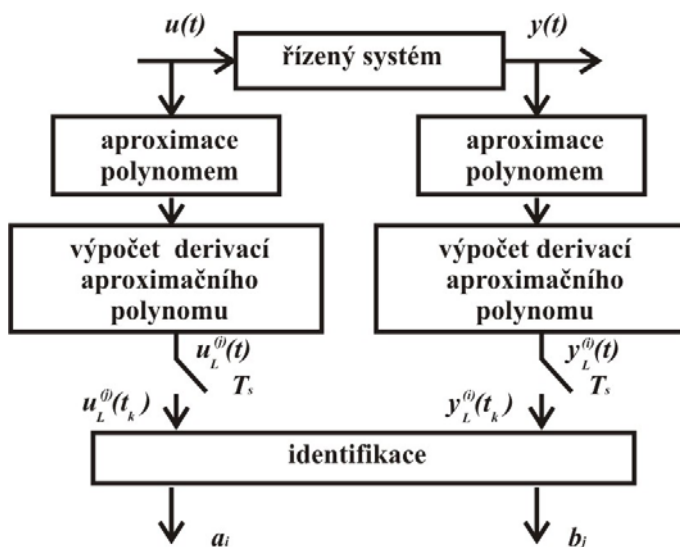 u(t)
y(t)
řízený systém
aproximace
polynomem
aproximace
polynomem
výpočet derivací
aproximačního
polynomu
výpočet derivací
aproximačního
polynomu
u_L^(j)(t)
y_L^(i)(t)
T_s
T_s
u_L^(j)(t_k)
y_L^(i)(t_k)
identifikace
a_i
b_j